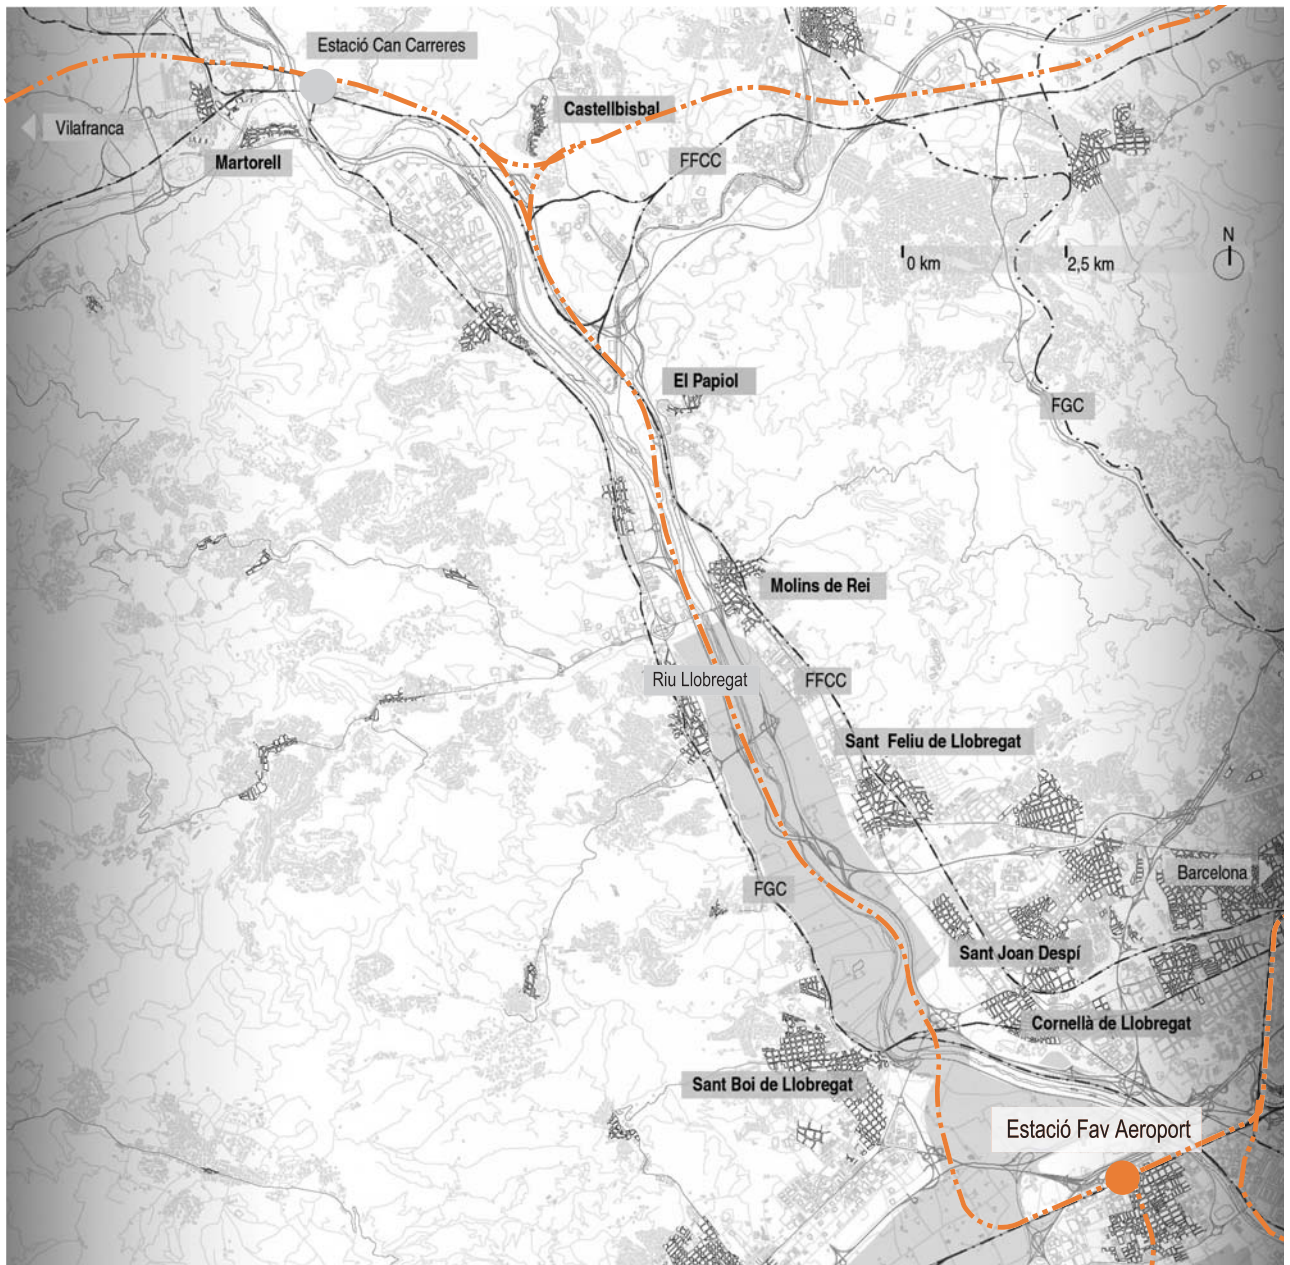 Estació Can Carreres
Castellbisbal
Vilafranca
Martorell
FFCC
N
0 km
2,5 km
El Papiol
FGC
Molins de Rei
Riu Llobregat
FFCC
Sant Feliu de Llobregat
FGC
Barcelona
Sant Joan Despí
Cornellà de Llobregat
Sant Boi de Llobregat
Estació Fav Aeroport